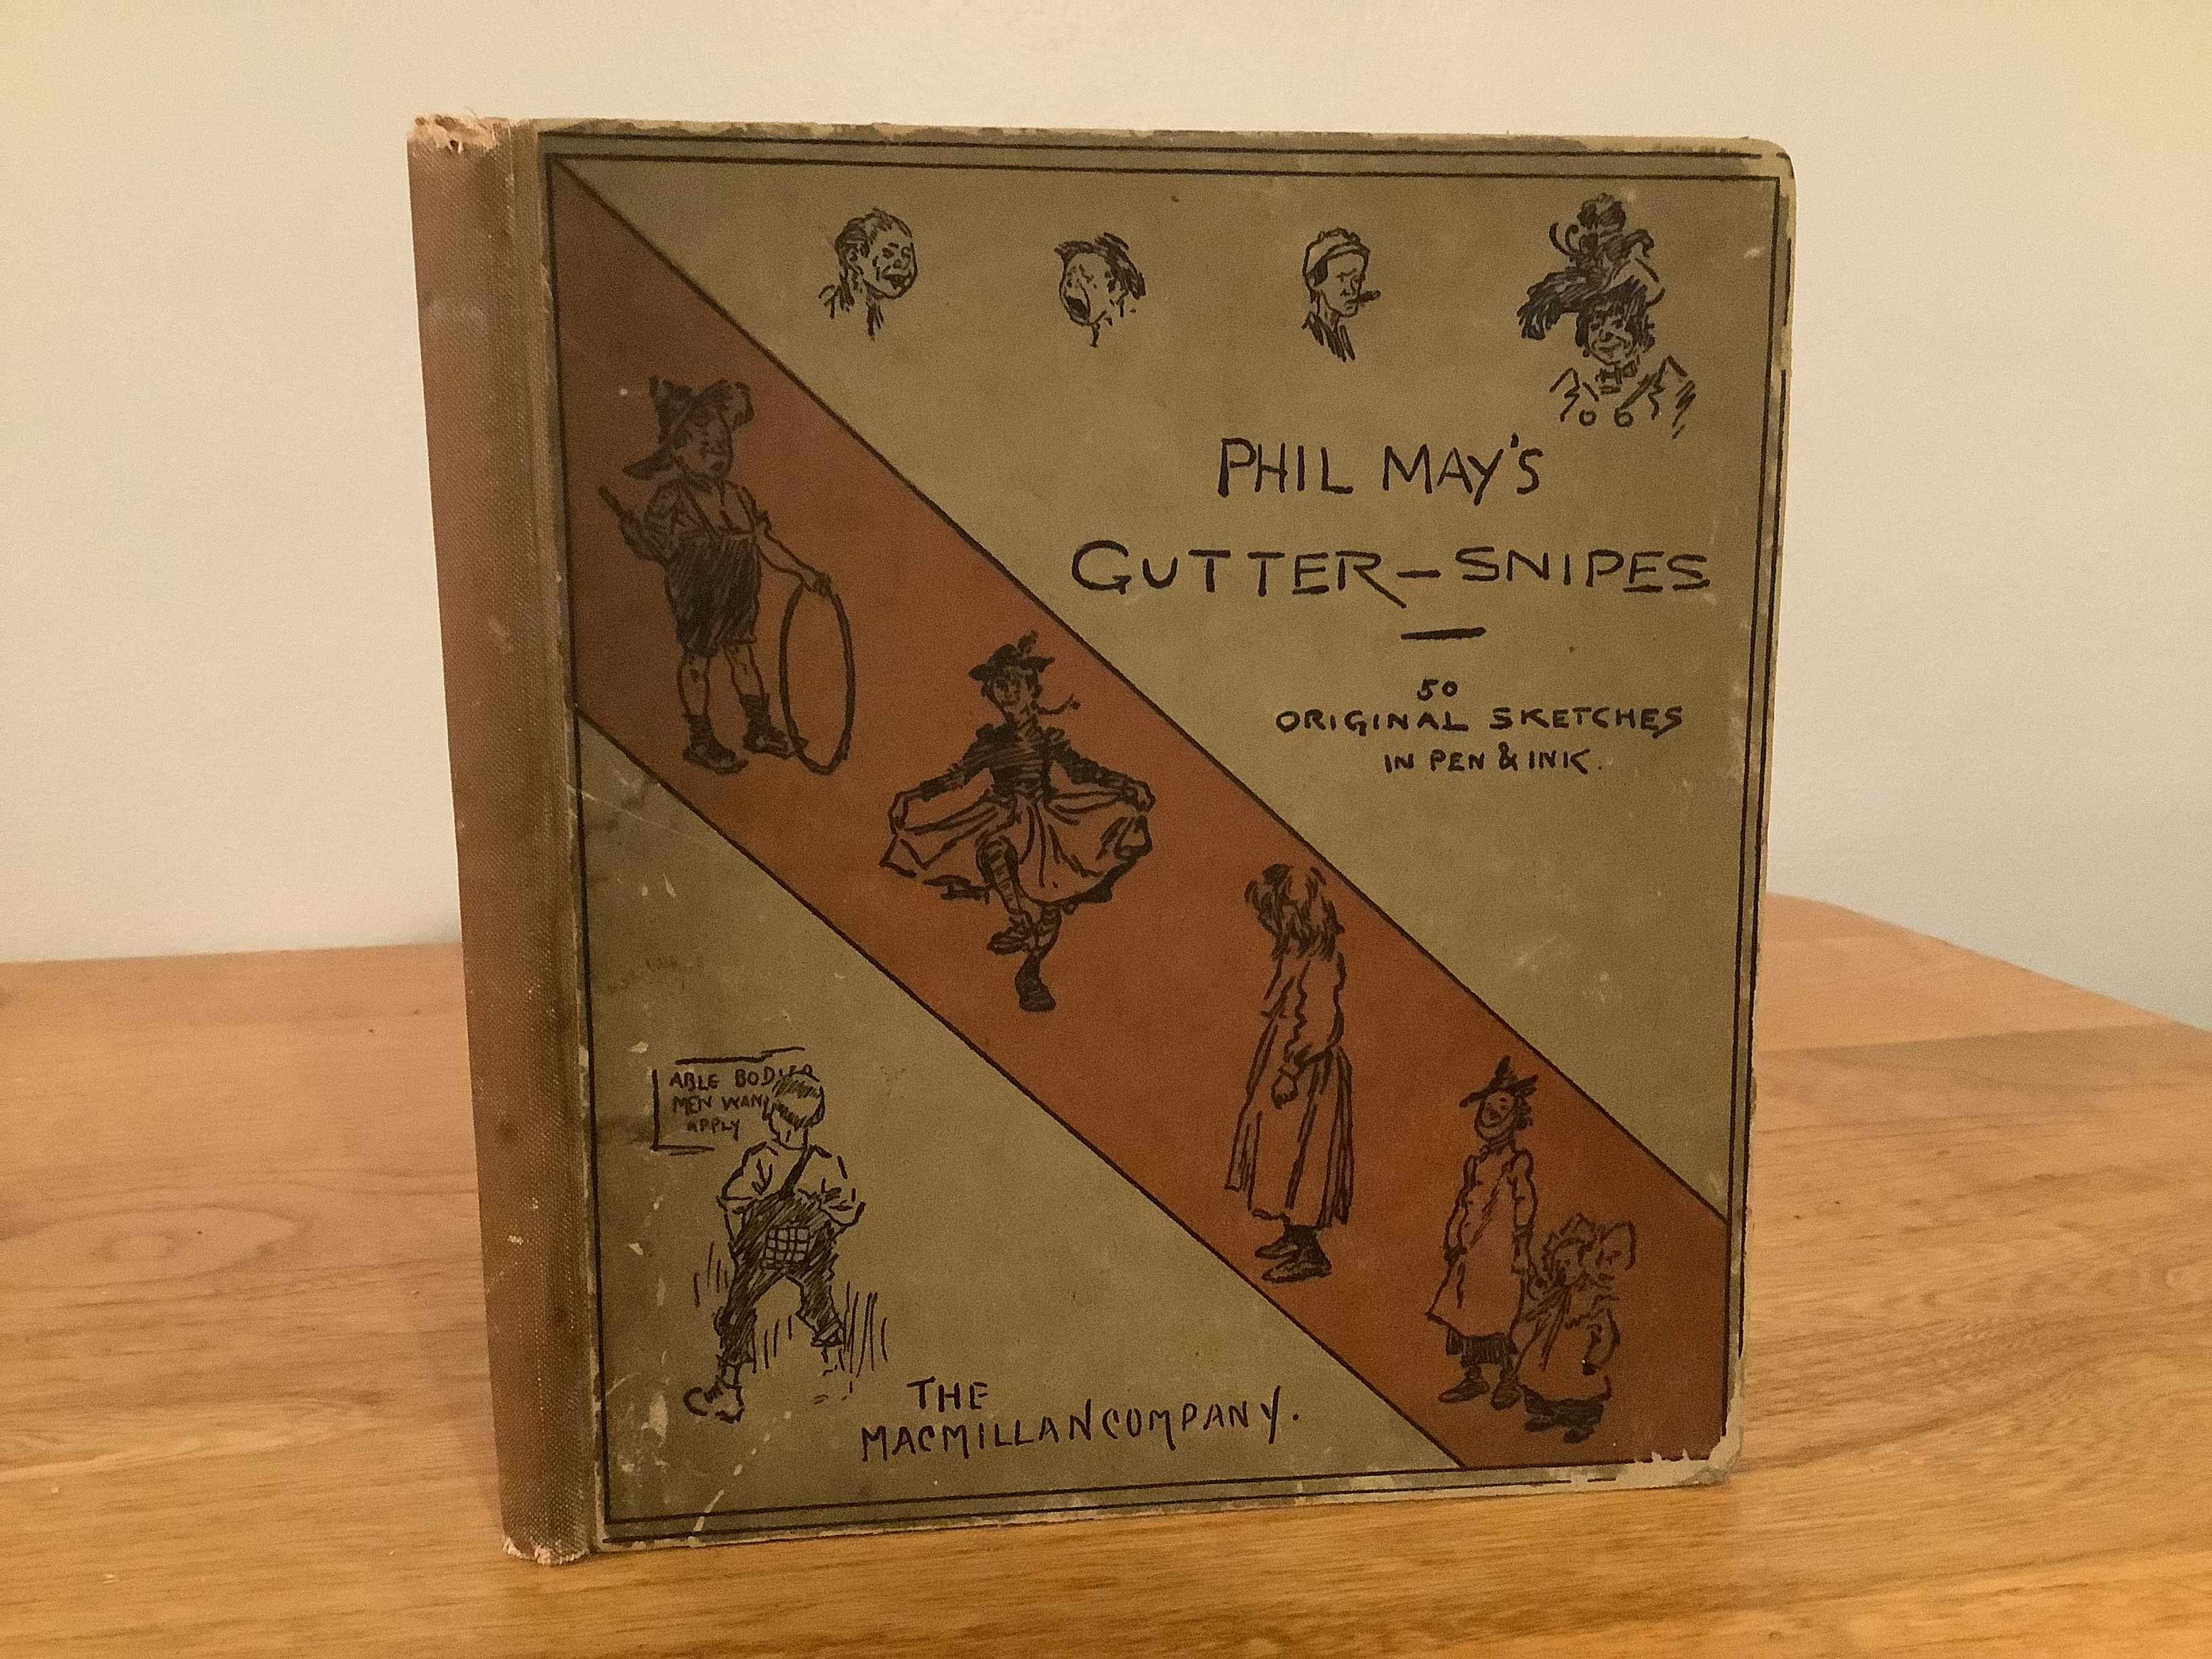 PHIL MAY'S
GUTTER-SNIPES
50
ORIGINAL SKETCHES
IN PEN & INK.
ABLE BODIED
MEN WAN
APPLY
THE
MACMILLAN COMPANY.